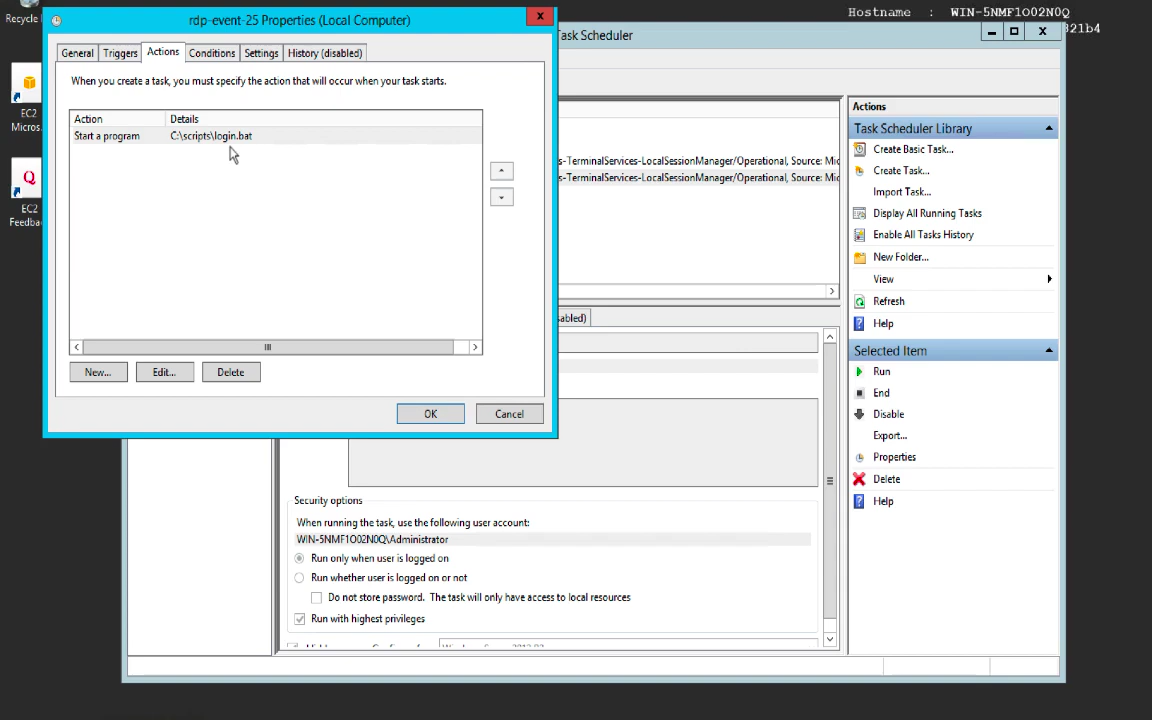 Recycle
EC2
Micros.
EC2
Feedba
Hostname : WIN-5NMF1O02N0Q
321b4
rdp-event-25 Properties (Local Computer)
General
Triggers
Actions
Conditions
Settings
History (disabled)
When you create a task, you must specify the action that will occur when your task starts.
Action Details
Start a program C:\scripts\login.bat
New...
Edit...
Delete
OK
Cancel
Task Scheduler
s-TerminalServices-LocalSessionManager/Operational, Source: Mic
s-TerminalServices-LocalSessionManager/Operational, Source: Mic
abled)
Security options
When running the task, use the following user account:
WIN-5NMF1O02N0Q\Administrator
Run only when user is logged on
Run whether user is logged on or not
Do not store password. The task will only have access to local resources
Run with highest privileges
Actions
Task Scheduler Library
Create Basic Task...
Create Task...
Import Task...
Display All Running Tasks
Enable All Tasks History
New Folder...
View
Refresh
Help
Selected Item
Run
End
Disable
Export...
Properties
Delete
Help